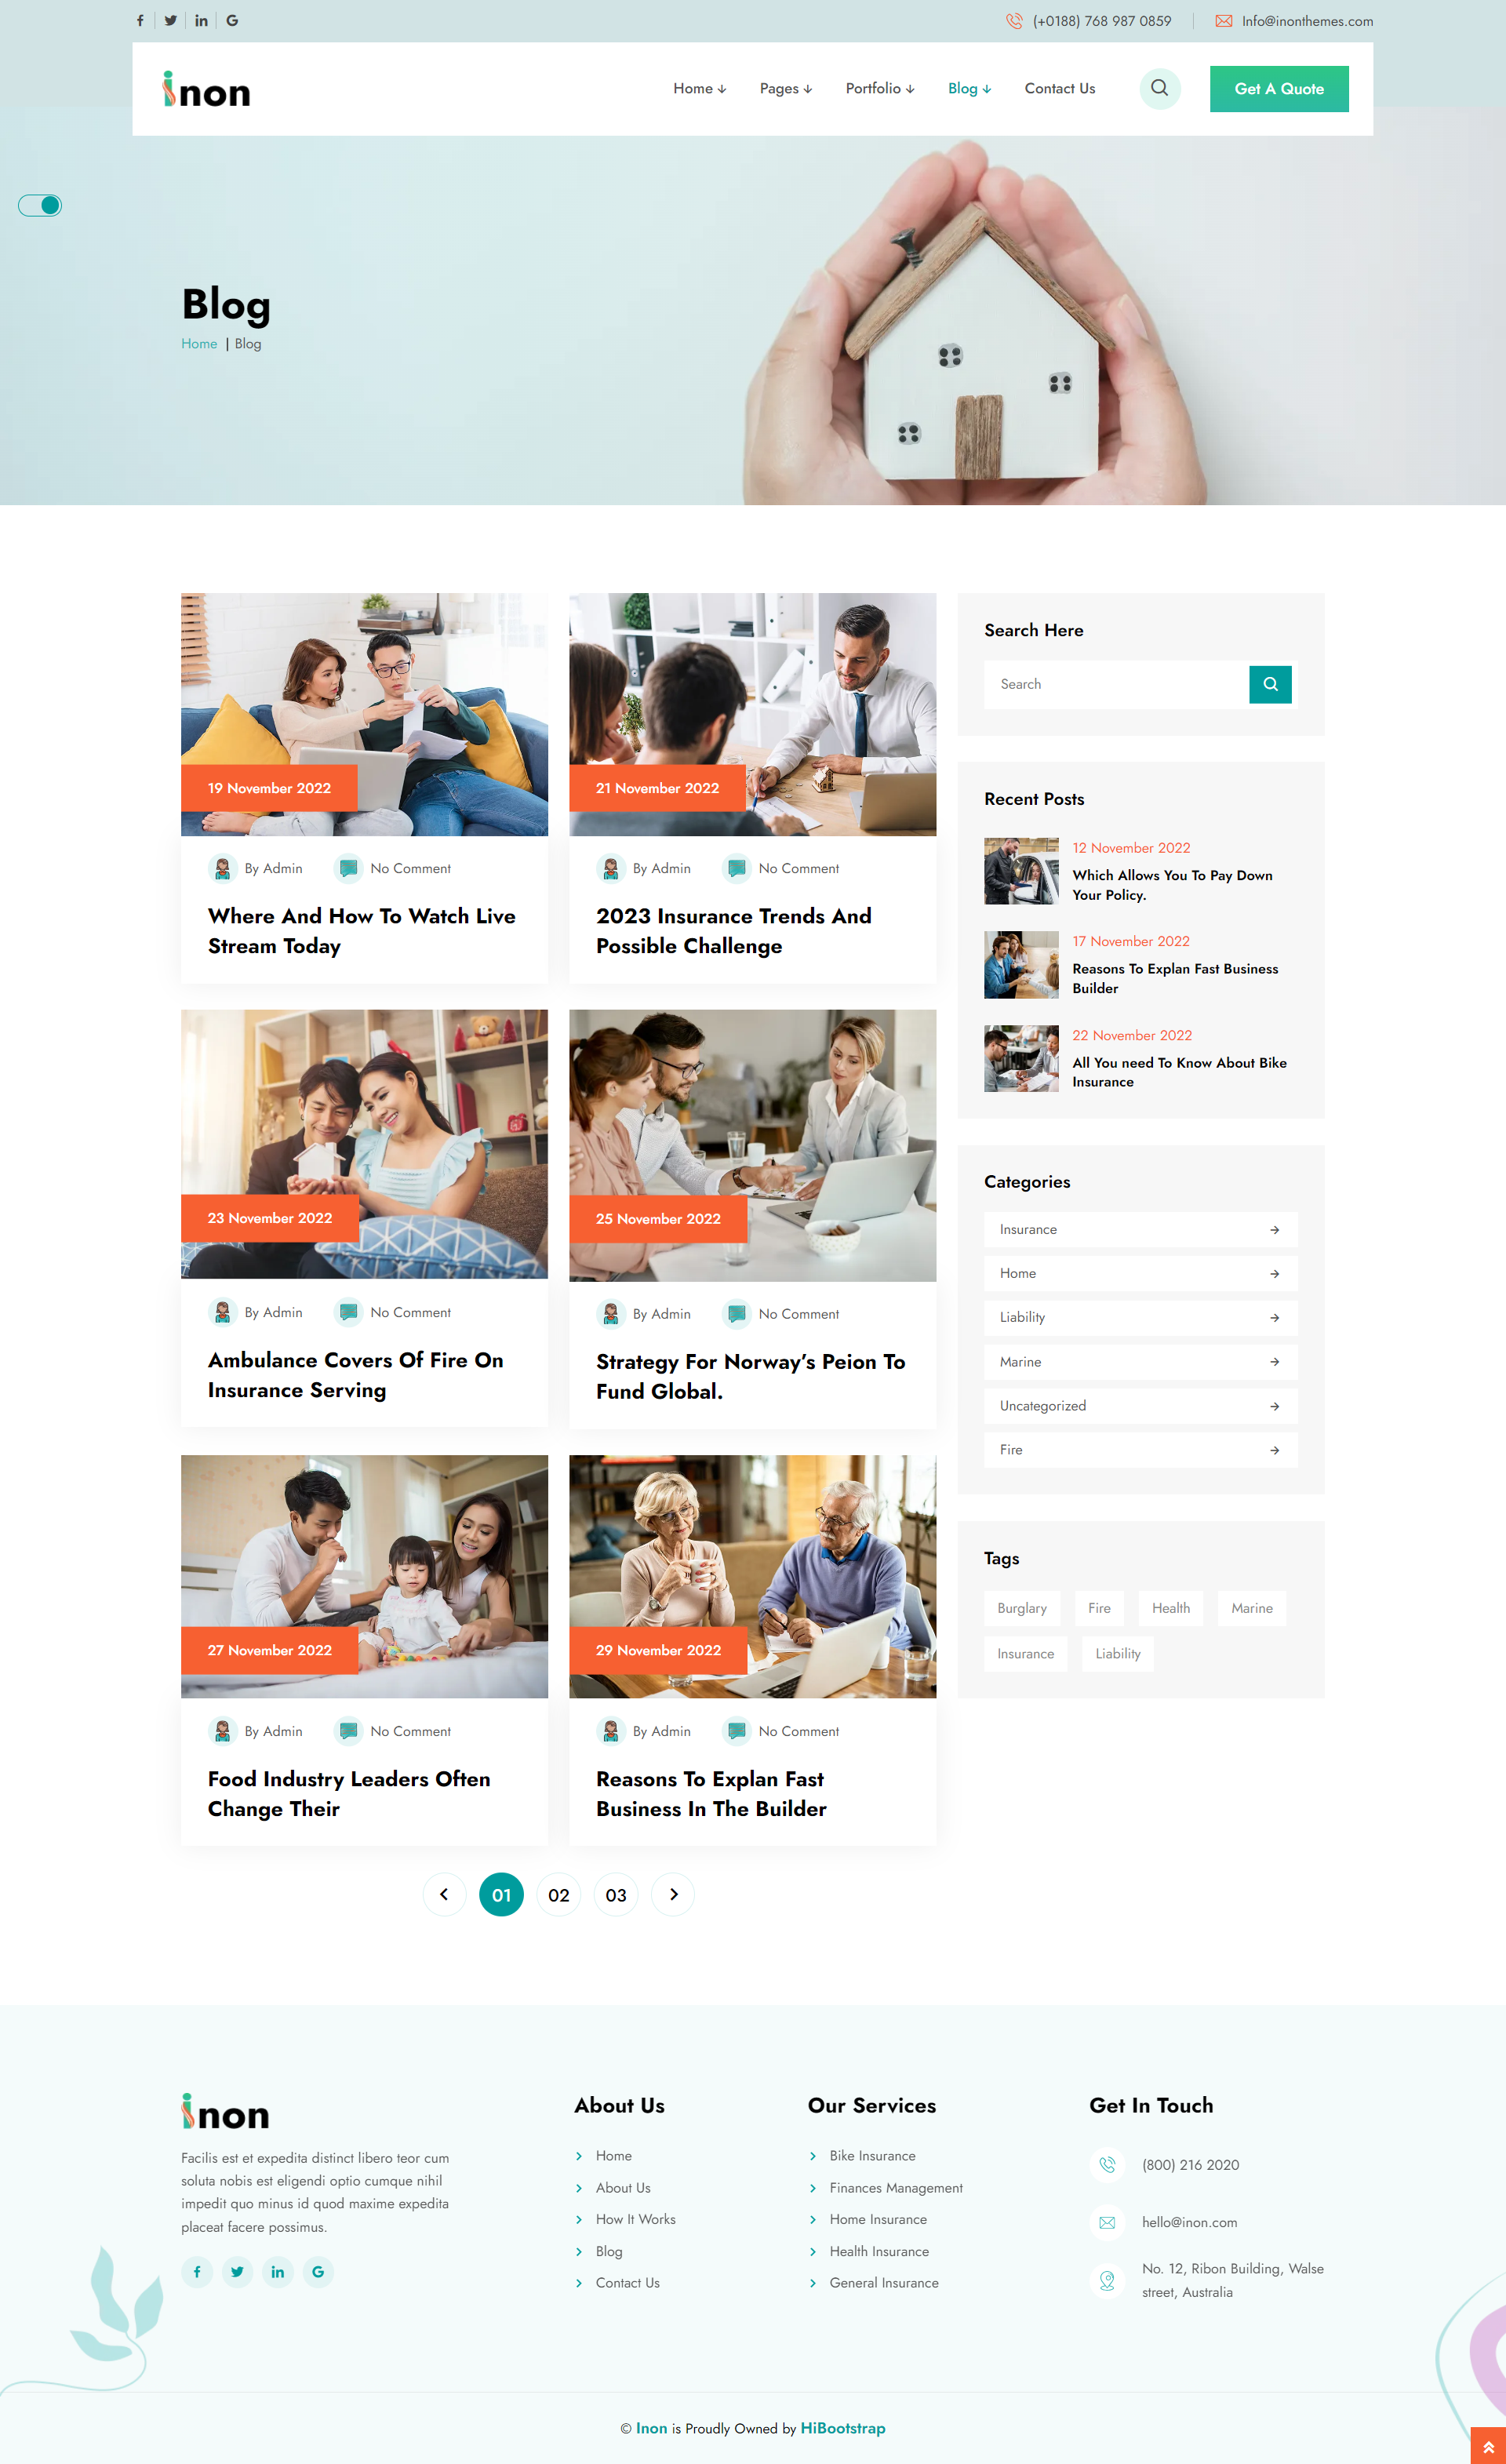 (+0188) 768 987 0859
Info@inonthemes.com
inon
Home
Pages
Portfolio
Blog
Contact Us
Get A Quote
Blog
Home | Blog
19 November 2022
By Admin
No Comment
Where And How To Watch Live
Stream Today
21 November 2022
By Admin
No Comment
2023 Insurance Trends And
Possible Challenge
23 November 2022
By Admin
No Comment
Ambulance Covers Of Fire On
Insurance Serving
25 November 2022
By Admin
No Comment
Strategy For Norway's Peion To
Fund Global.
27 November 2022
By Admin
No Comment
Food Industry Leaders Often
Change Their
29 November 2022
By Admin
No Comment
Reasons To Explan Fast
Business In The Builder
01
02
03
Search Here
Search
Recent Posts
12 November 2022
Which Allows You To Pay Down
Your Policy.
17 November 2022
Reasons To Explan Fast Business
Builder
22 November 2022
All You need To Know About Bike
Insurance
Categories
Insurance
Home
Liability
Marine
Uncategorized
Fire
Tags
Burglary
Fire
Health
Marine
Insurance
Liability
inon
Facilis est et expedita distinct libero teor cum
soluta nobis est eligendi optio cumque nihil
impedit quo minus id quod maxime expedita
placeat facere possimus.
About Us
Home
About Us
How It Works
Blog
Contact Us
Our Services
Bike Insurance
Finances Management
Home Insurance
Health Insurance
General Insurance
Get In Touch
(800) 216 2020
hello@inon.com
No. 12, Ribon Building, Walse
street, Australia
© Inon is Proudly Owned by HiBootstrap